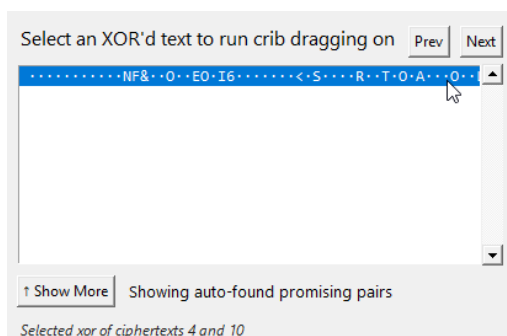 Select an XOR'd text to run crib dragging on Prev Next
···········NF&··O··EO·I6·······<·S····R··T·O·A···O··
↑ Show More Showing auto-found promising pairs
Selected xor of ciphertexts 4 and 10